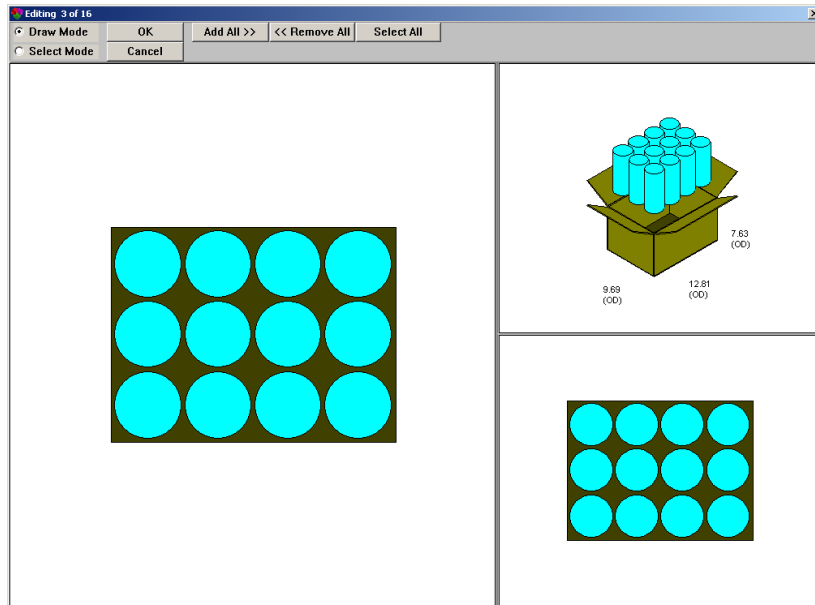 Editing 3 of 16
Draw Mode OK Add All >> << Remove All Select All
Select Mode Cancel
7.63
(OD)
12.81
(OD)
9.69
(OD)